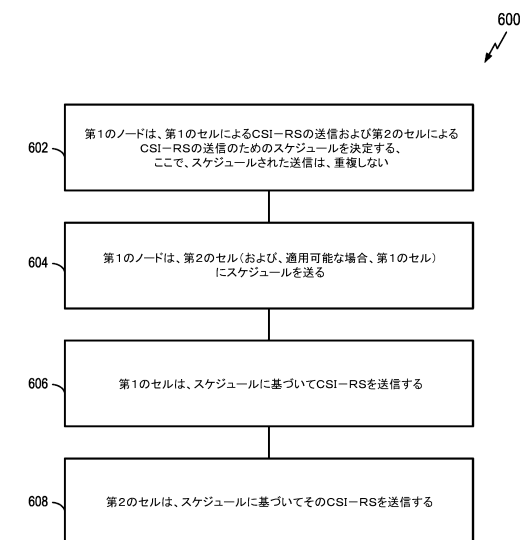 600
602
第1のノードは、第1のセルによるCSI−RSの送信および第2のセルによる
CSI−RSの送信のためのスケジュールを決定する、
ここで、スケジュールされた送信は、重複しない
604
第1のノードは、第2のセル(および、適用可能な場合、第1のセル)
にスケジュールを送る
606
第1のセルは、スケジュールに基づいてCSI−RSを送信する
608
第2のセルは、スケジュールに基づいてそのCSI−RSを送信する